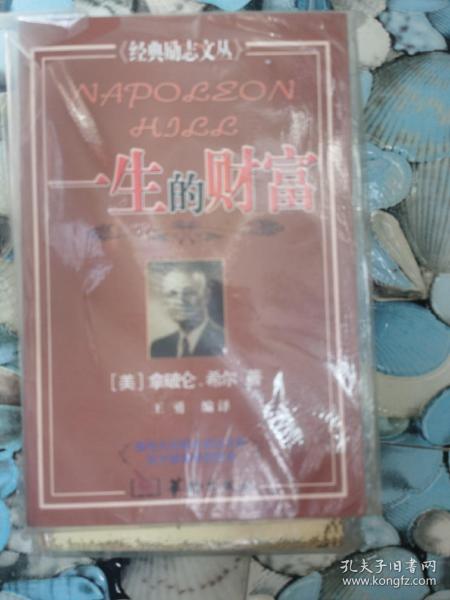 《经典励志文丛》
NAPOLEON
HILL
一生的财富
[美]拿破仑·希尔 著
王勇 编译
孔夫子旧书网
www.kongfz.com